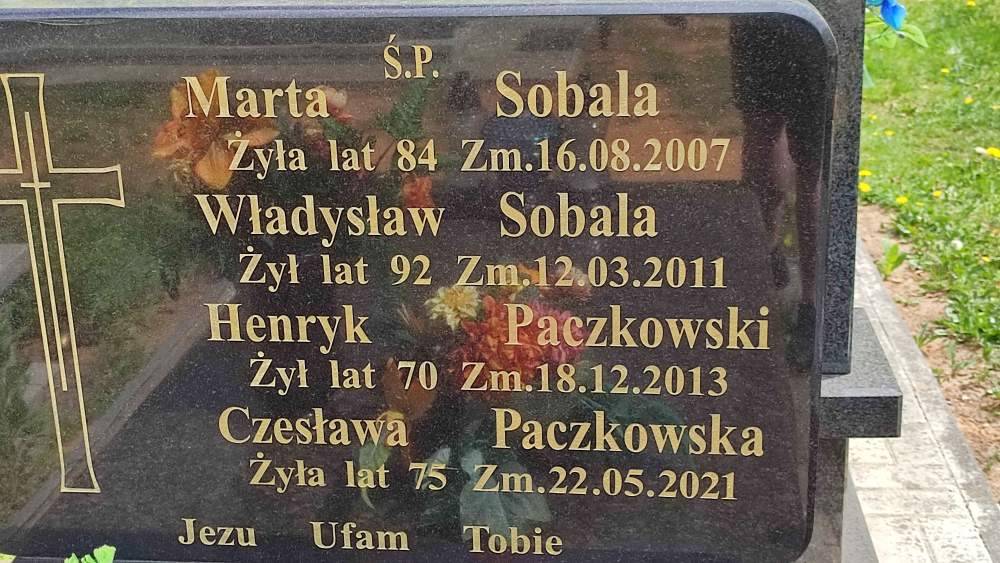 Ś.P.
Marta Sobala
Żyła lat 84 Zm.16.08.2007
Władysław Sobala
Żył lat 92 Zm.12.03.2011
Henryk Paczkowski
Żył lat 70 Zm.18.12.2013
Czesława Paczkowska
Żyła lat 75 Zm.22.05.2021
Jezu Ufam Tobie